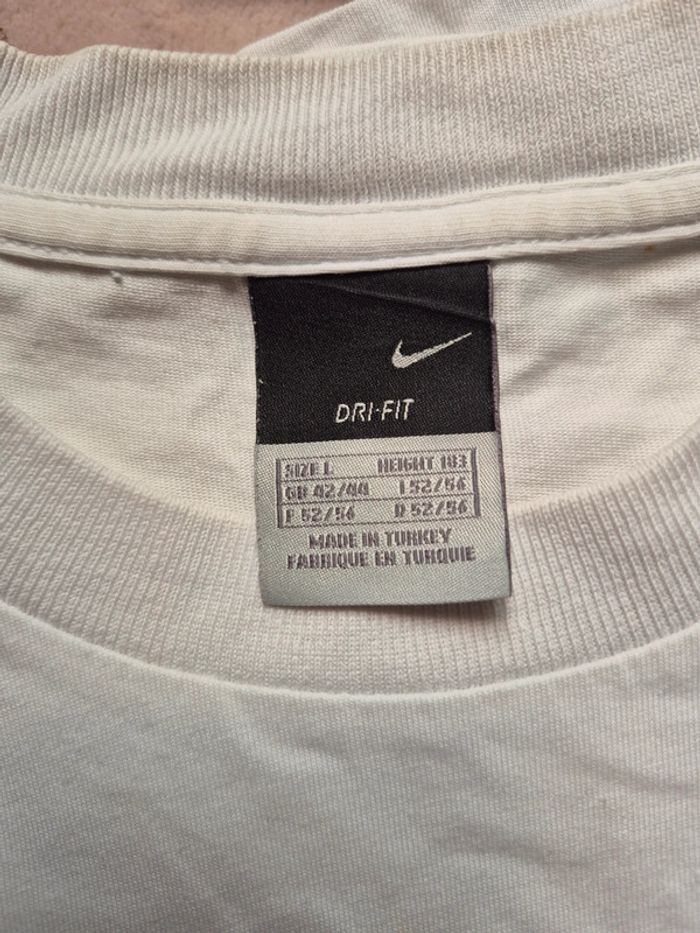 DRI-FIT
SIZE L HEIGHT 183
GB 42/44 I 52/54
F 52/54 D 52/54
MADE IN TURKEY
FABRIQUE EN TURQUIE